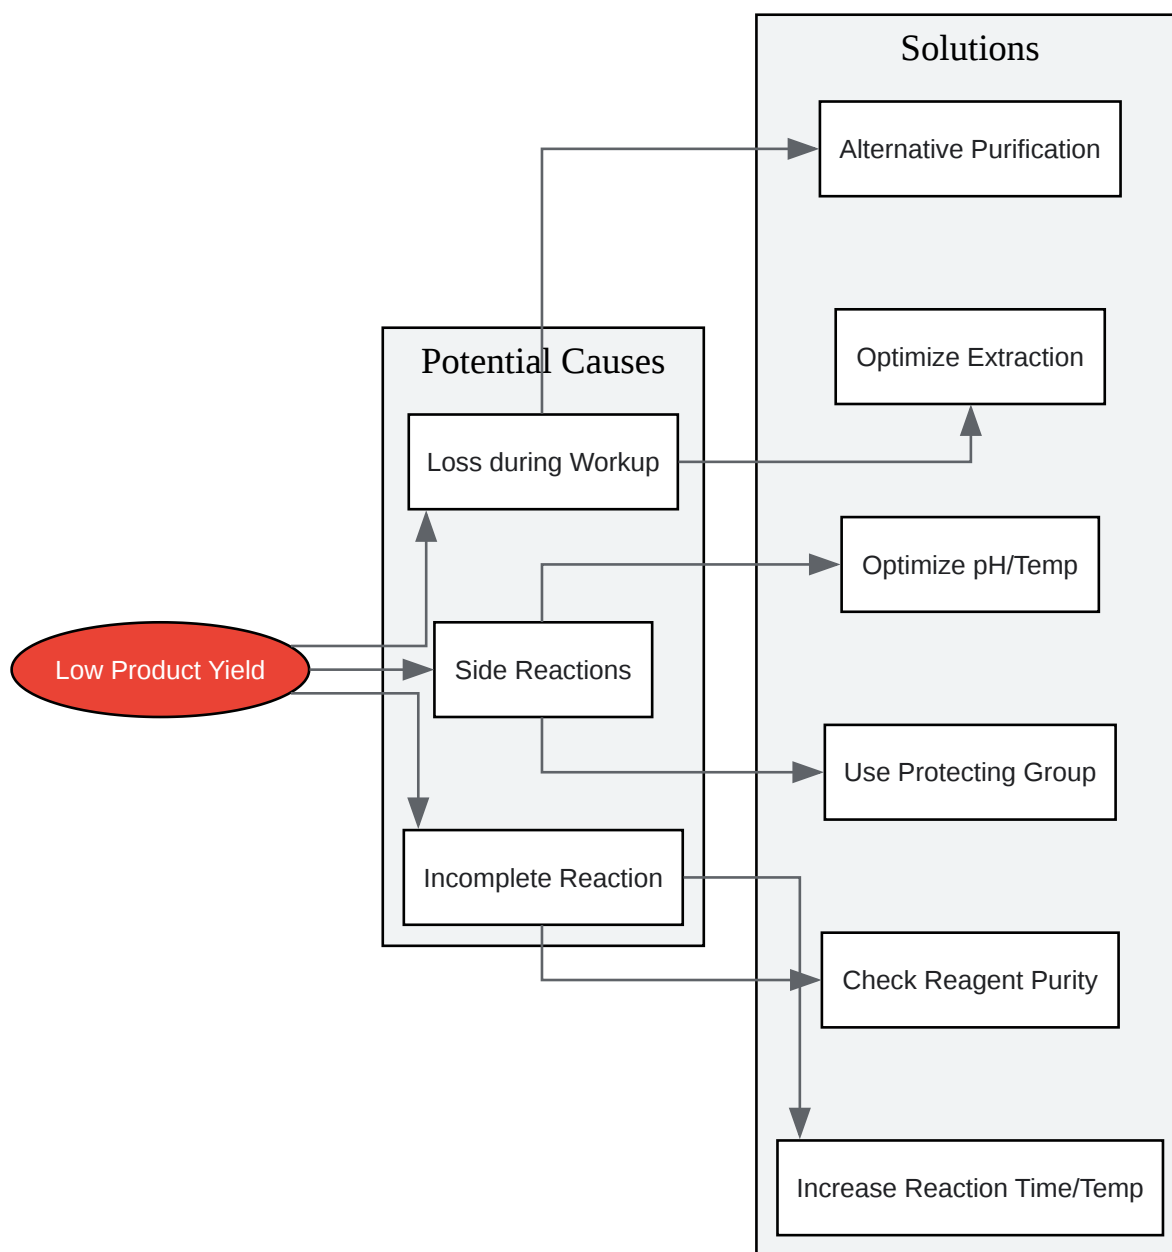 Solutions
Alternative Purification
Optimize Extraction
Potential Causes
Loss during Workup
Optimize pH/Temp
Low Product Yield
Side Reactions
Use Protecting Group
Incomplete Reaction
Check Reagent Purity
Increase Reaction Time/Temp